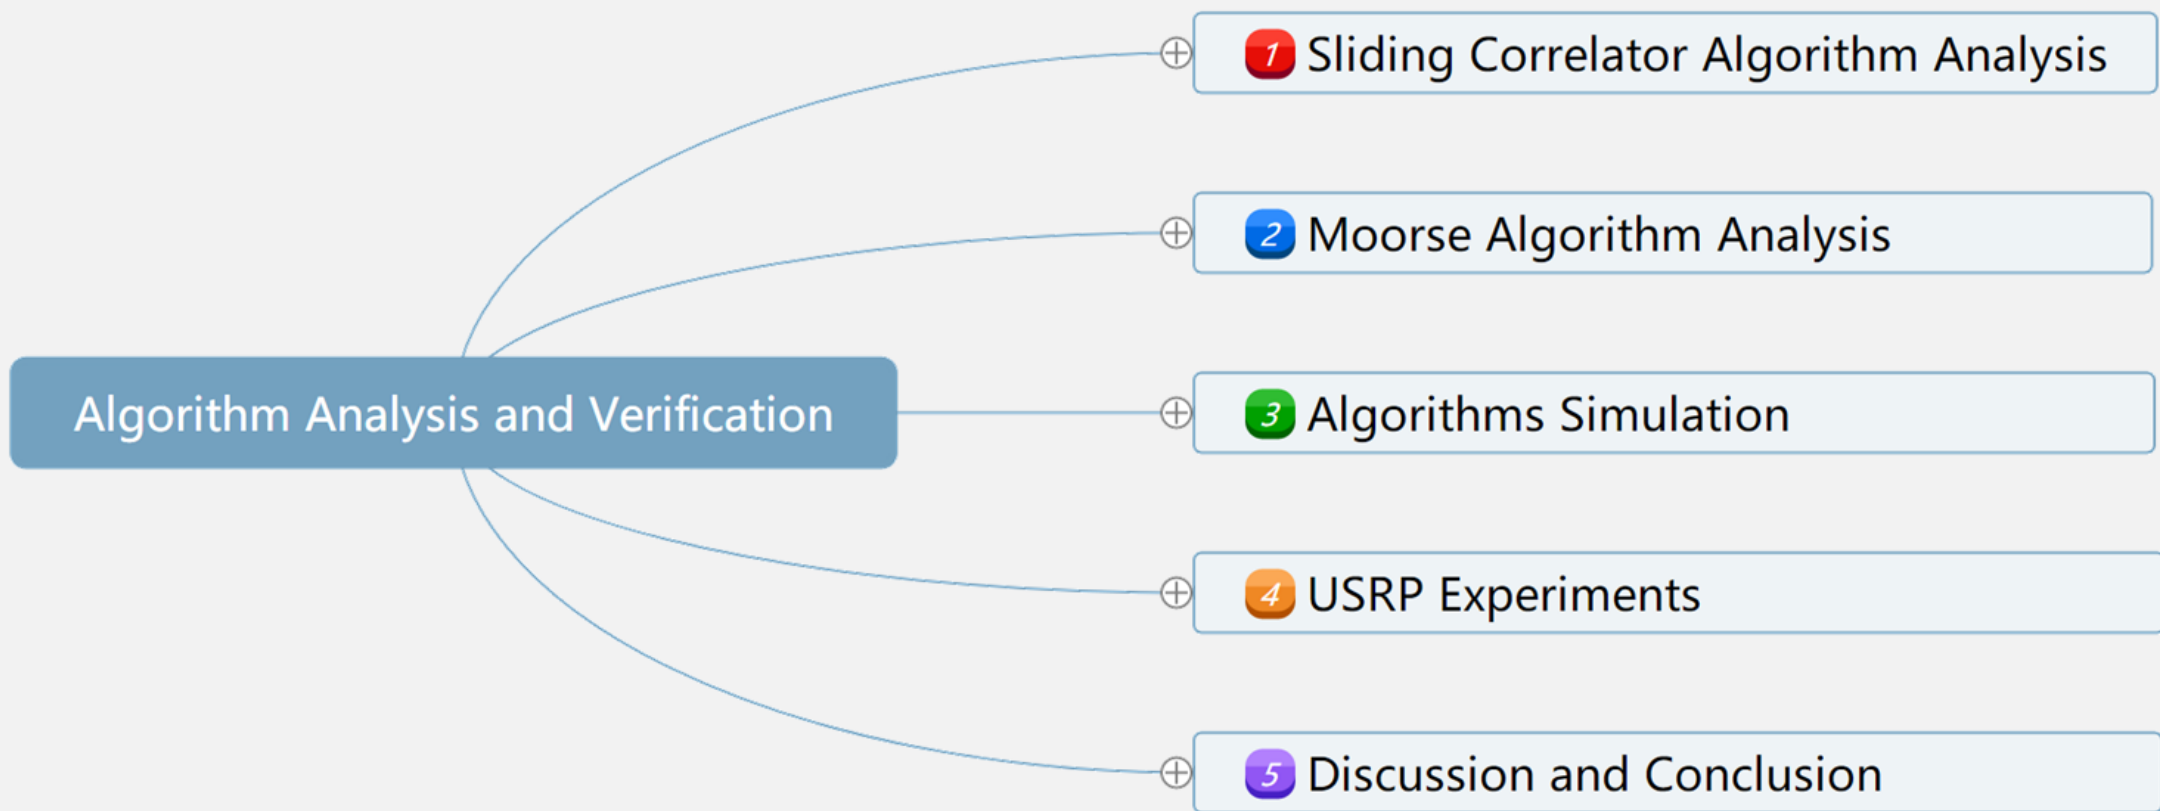 1 Sliding Correlator Algorithm Analysis
2 Moorse Algorithm Analysis
Algorithm Analysis and Verification
3 Algorithms Simulation
4 USRP Experiments
5 Discussion and Conclusion